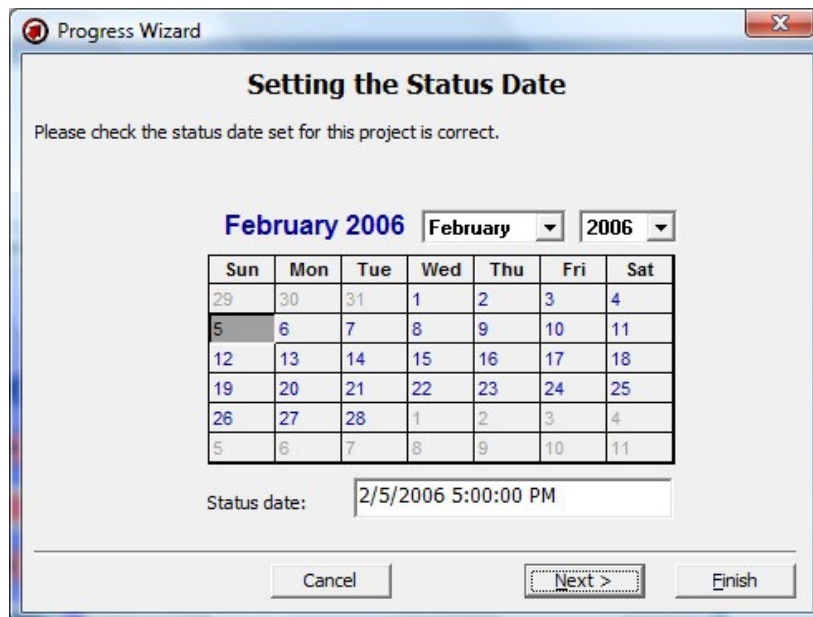 Progress Wizard
Setting the Status Date
Please check the status date set for this project is correct.
February 2006 February 2006
Sun Mon Tue Wed Thu Fri Sat
29 30 31 1 2 3 4
5 6 7 8 9 10 11
12 13 14 15 16 17 18
19 20 21 22 23 24 25
26 27 28 1 2 3 4
5 6 7 8 9 10 11
Status date: 2/5/2006 5:00:00 PM
Cancel Next > Finish